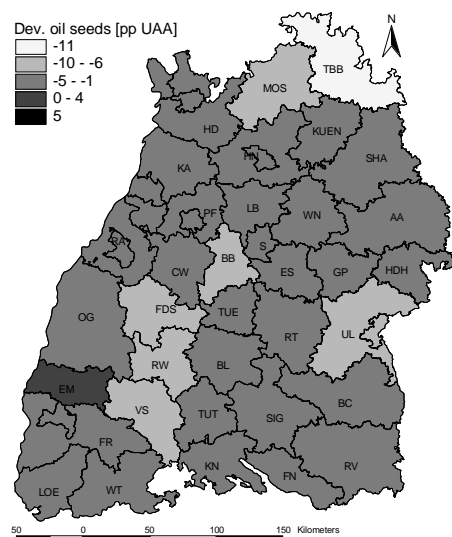 Dev. oil seeds [pp UAA]
-11
-10 - -6
-5 - -1
0 - 4
5
N
TBB
MOS
HD
KUEN
HN
SHA
KA
PF
LB
WN
AA
RA
S
BB
CW
ES
GP
HDH
OG
FDS
TUE
RT
UL
RW
BL
EM
VS
TUT
SIG
BC
FR
KN
FN
RV
LOE
WT
50 0 50 100 150 Kilometers